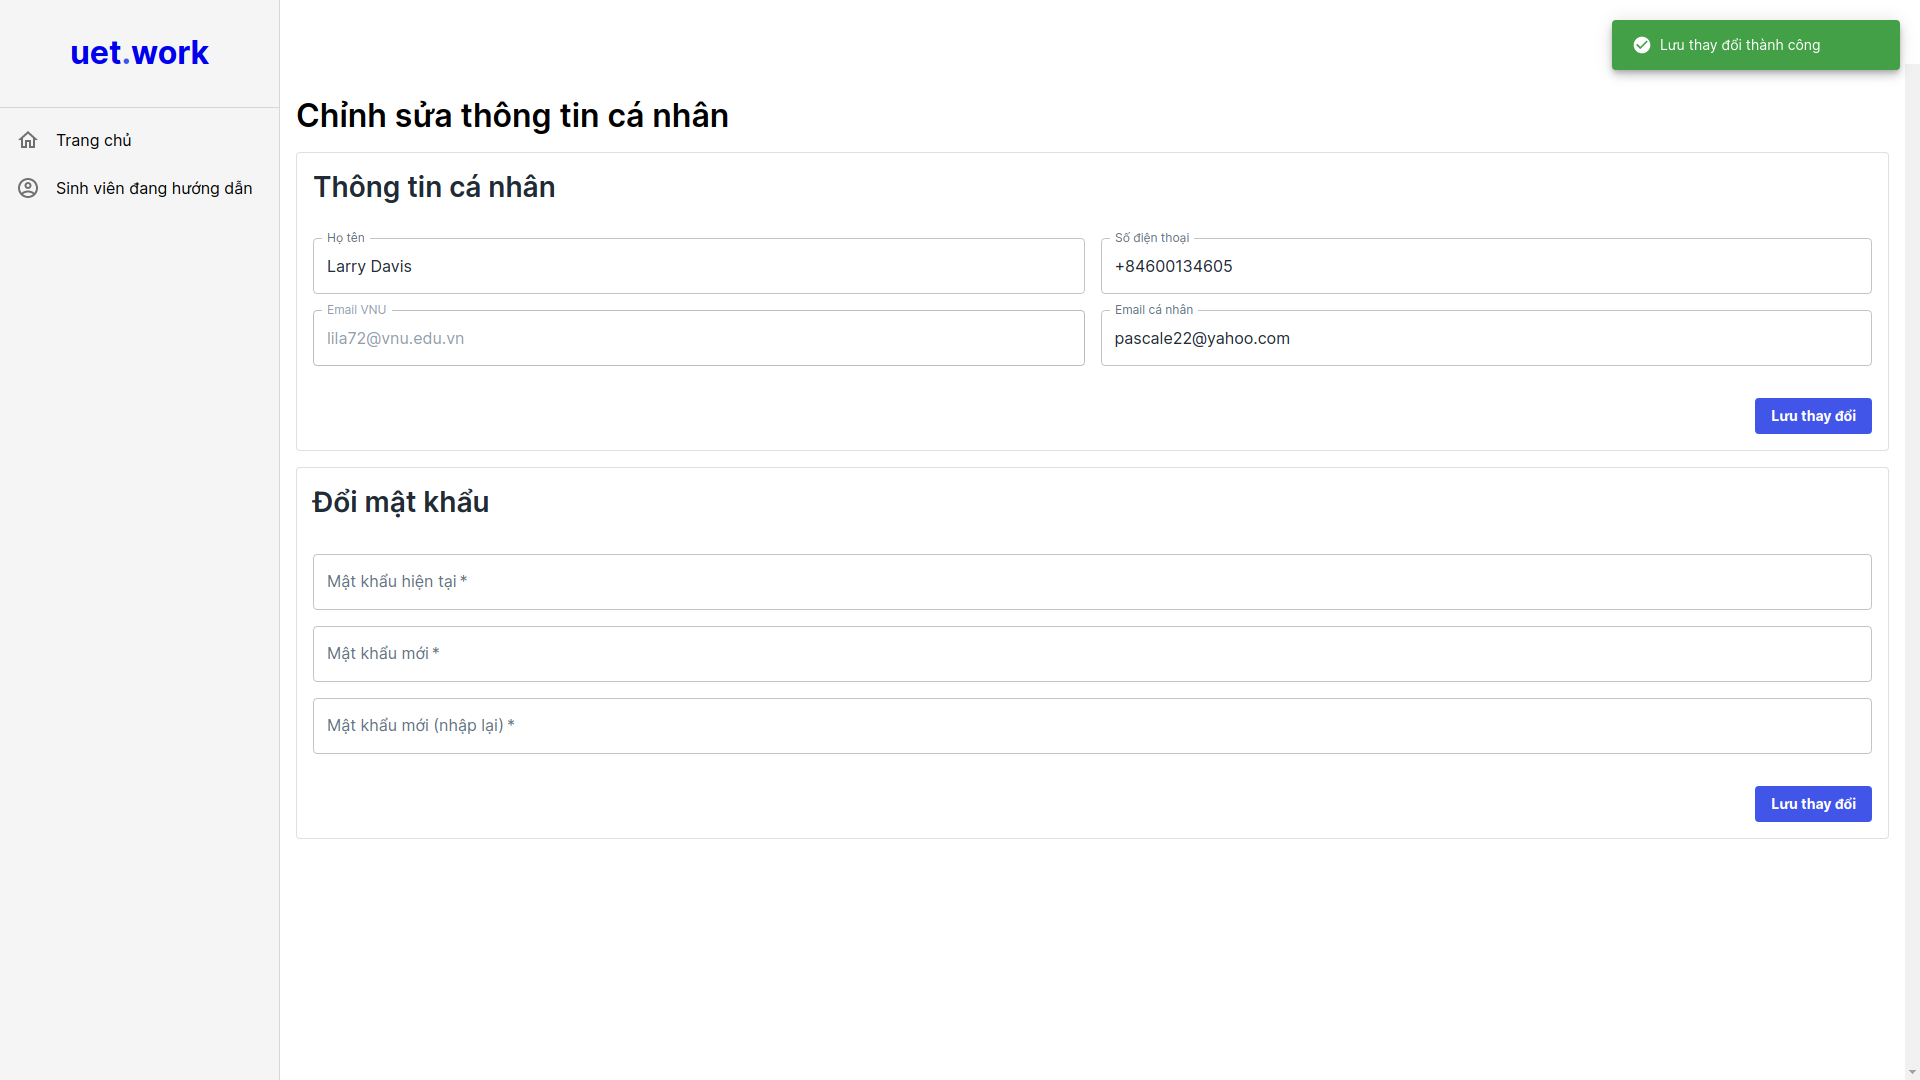 uet.work
Lưu thay đổi thành công
Trang chủ
Sinh viên đang hướng dẫn
Chỉnh sửa thông tin cá nhân
Thông tin cá nhân
Họ tên
Larry Davis
Số điện thoại
+84600134605
Email VNU
lila72@vnu.edu.vn
Email cá nhân
pascale22@yahoo.com
Lưu thay đổi
Đổi mật khẩu
Mật khẩu hiện tại *
Mật khẩu mới *
Mật khẩu mới (nhập lại) *
Lưu thay đổi